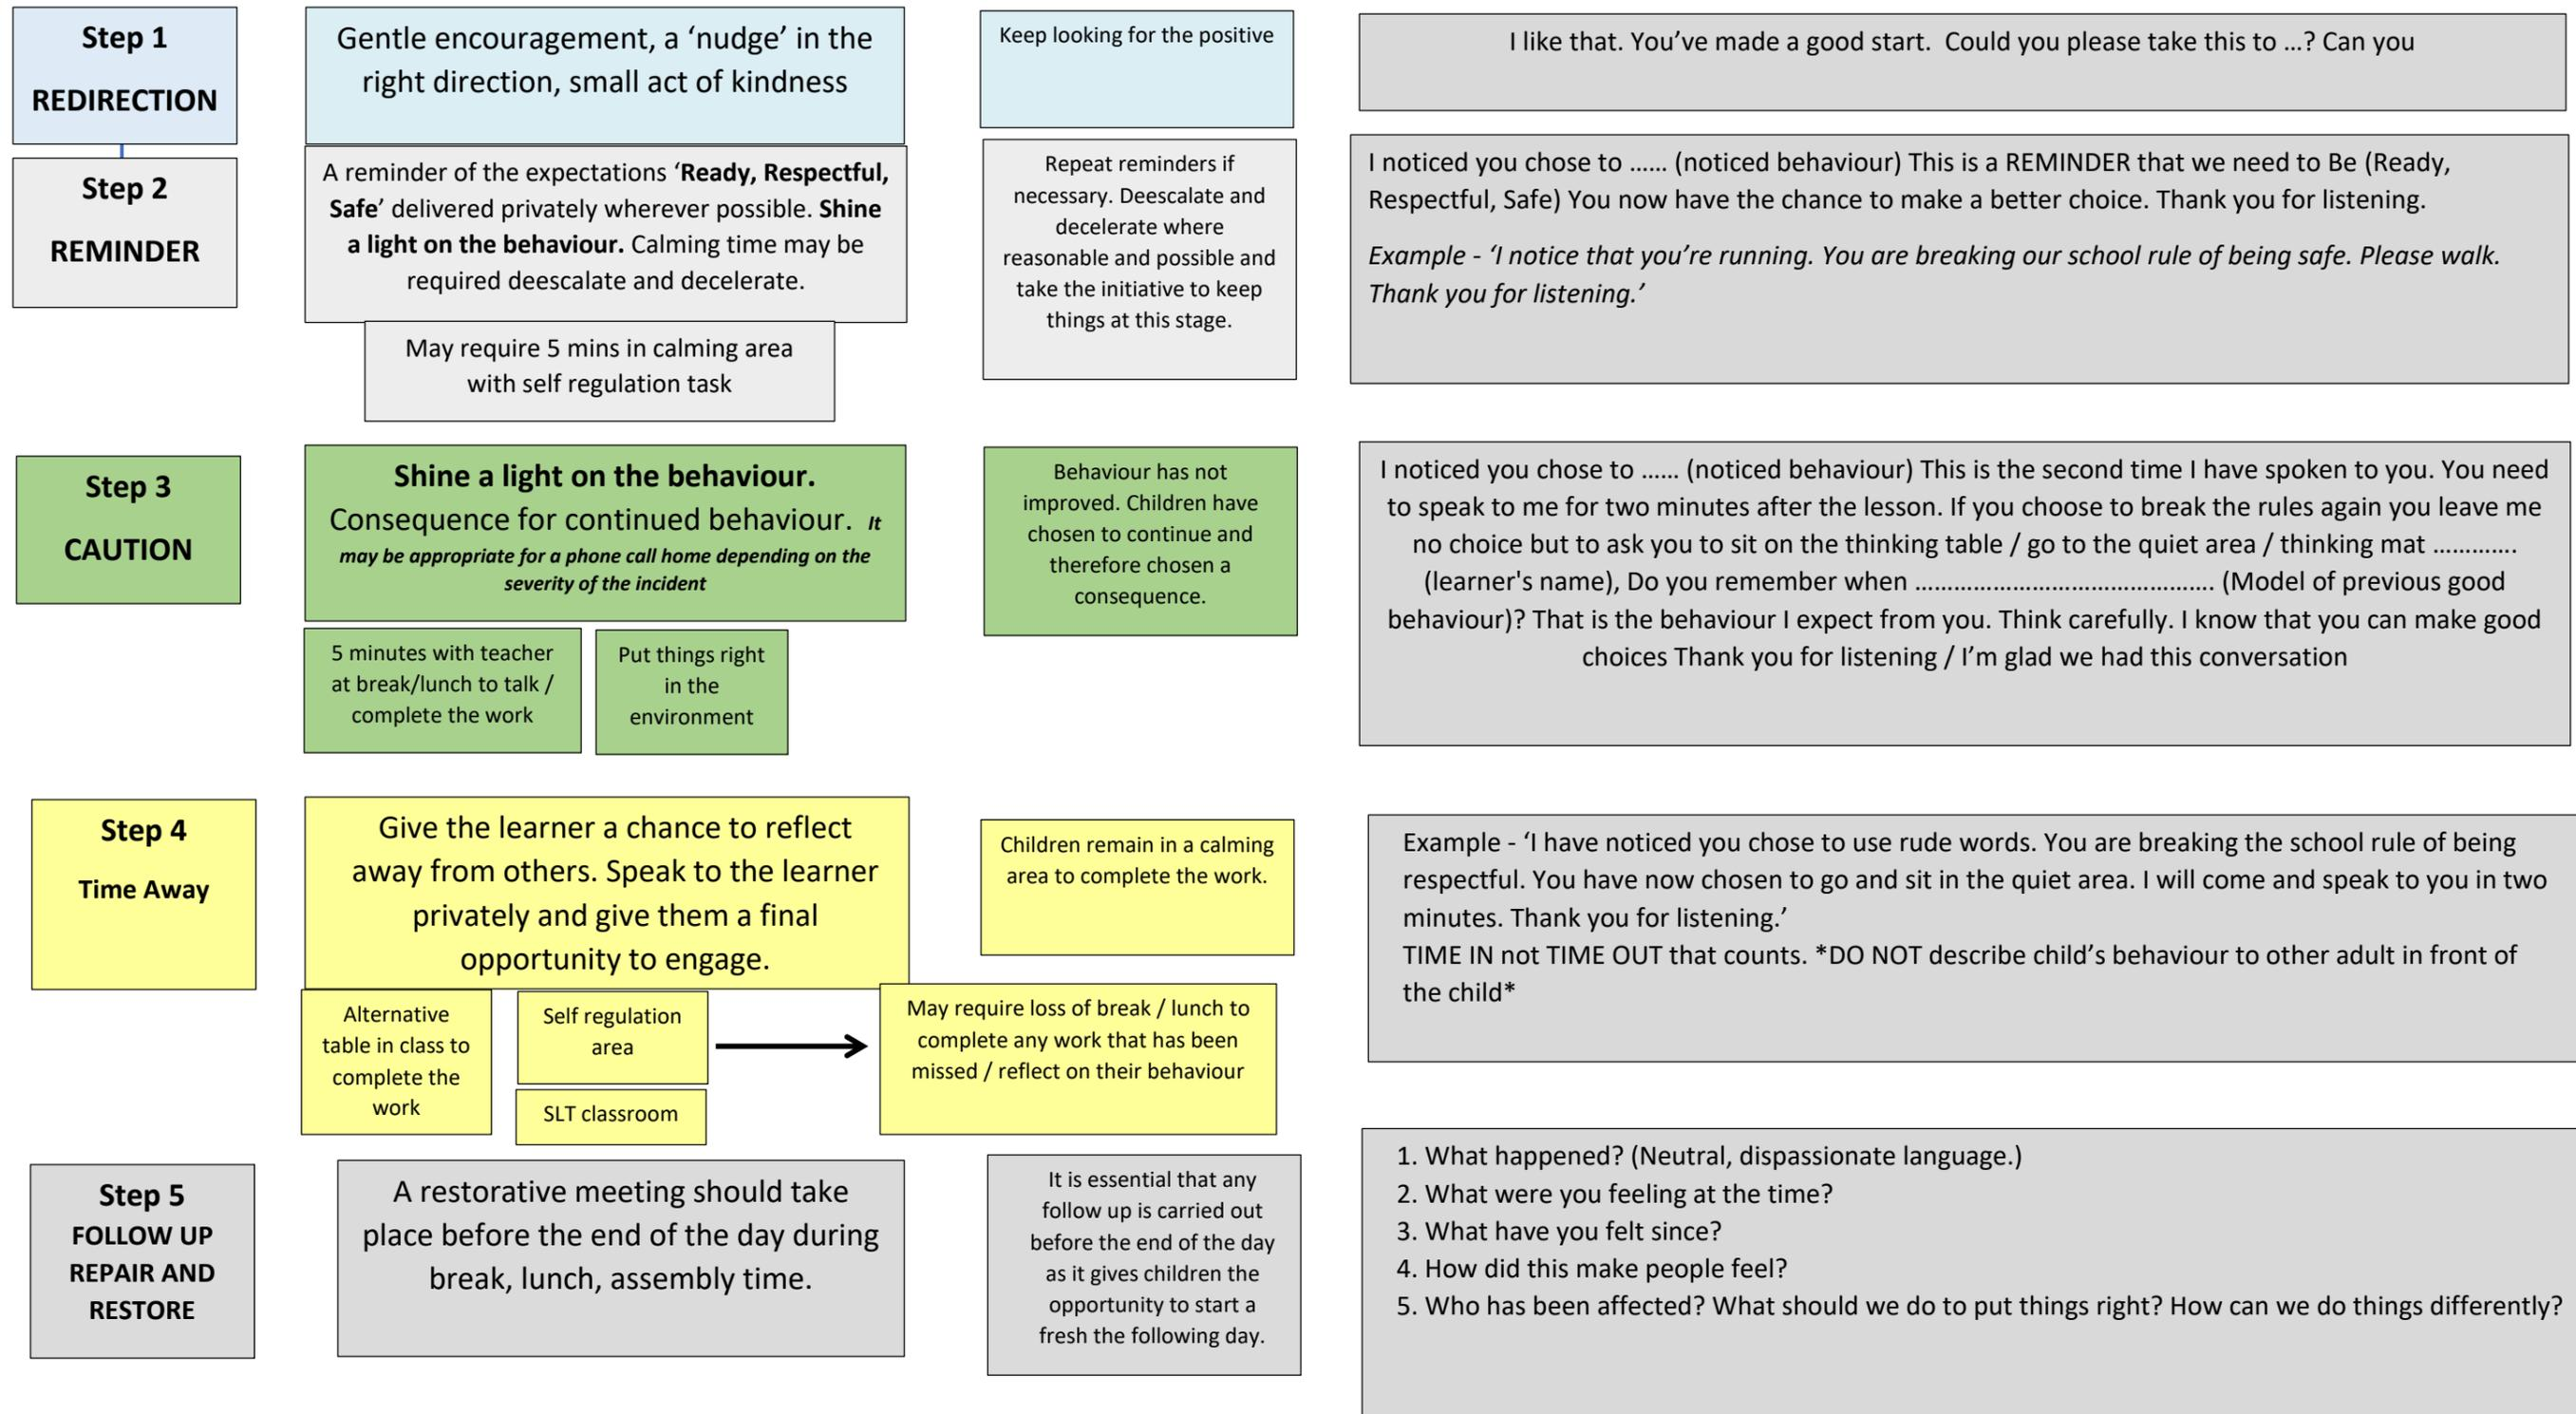 Step 1
REDIRECTION
Gentle encouragement, a ‘nudge’ in the
right direction, small act of kindness
Keep looking for the positive
I like that. You’ve made a good start.  Could you please take this to …? Can you
Step 2
REMINDER
A reminder of the expectations ‘Ready, Respectful,
Safe’ delivered privately wherever possible. Shine
a light on the behaviour. Calming time may be
required deescalate and decelerate.
May require 5 mins in calming area
with self regulation task
Repeat reminders if
necessary. Deescalate and
decelerate where
reasonable and possible and
take the initiative to keep
things at this stage.
I noticed you chose to …… (noticed behaviour) This is a REMINDER that we need to Be (Ready,
Respectful, Safe) You now have the chance to make a better choice. Thank you for listening.
Example - ‘I notice that you’re running. You are breaking our school rule of being safe. Please walk.
Thank you for listening.’
Step 3
CAUTION
Shine a light on the behaviour.
Consequence for continued behaviour.  It
may be appropriate for a phone call home depending on the
severity of the incident
5 minutes with teacher
at break/lunch to talk /
complete the work
Put things right
in the
environment
Behaviour has not
improved. Children have
chosen to continue and
therefore chosen a
consequence.
I noticed you chose to …… (noticed behaviour) This is the second time I have spoken to you. You need
to speak to me for two minutes after the lesson. If you choose to break the rules again you leave me
no choice but to ask you to sit on the thinking table / go to the quiet area / thinking mat ………….
(learner's name), Do you remember when ………………………………………. (Model of previous good
behaviour)? That is the behaviour I expect from you. Think carefully. I know that you can make good
choices Thank you for listening / I’m glad we had this conversation
Step 4
Time Away
Give the learner a chance to reflect
away from others. Speak to the learner
privately and give them a final
opportunity to engage.
Alternative
table in class to
complete the
work
Self regulation
area
SLT classroom
Children remain in a calming
area to complete the work.
May require loss of break / lunch to
complete any work that has been
missed / reflect on their behaviour
Example - ‘I have noticed you chose to use rude words. You are breaking the school rule of being
respectful. You have now chosen to go and sit in the quiet area. I will come and speak to you in two
minutes. Thank you for listening.’
TIME IN not TIME OUT that counts. *DO NOT describe child’s behaviour to other adult in front of
the child*
Step 5
FOLLOW UP
REPAIR AND
RESTORE
A restorative meeting should take
place before the end of the day during
break, lunch, assembly time.
It is essential that any
follow up is carried out
before the end of the day
as it gives children the
opportunity to start a
fresh the following day.
1. What happened? (Neutral, dispassionate language.)
2. What were you feeling at the time?
3. What have you felt since?
4. How did this make people feel?
5. Who has been affected? What should we do to put things right? How can we do things differently?